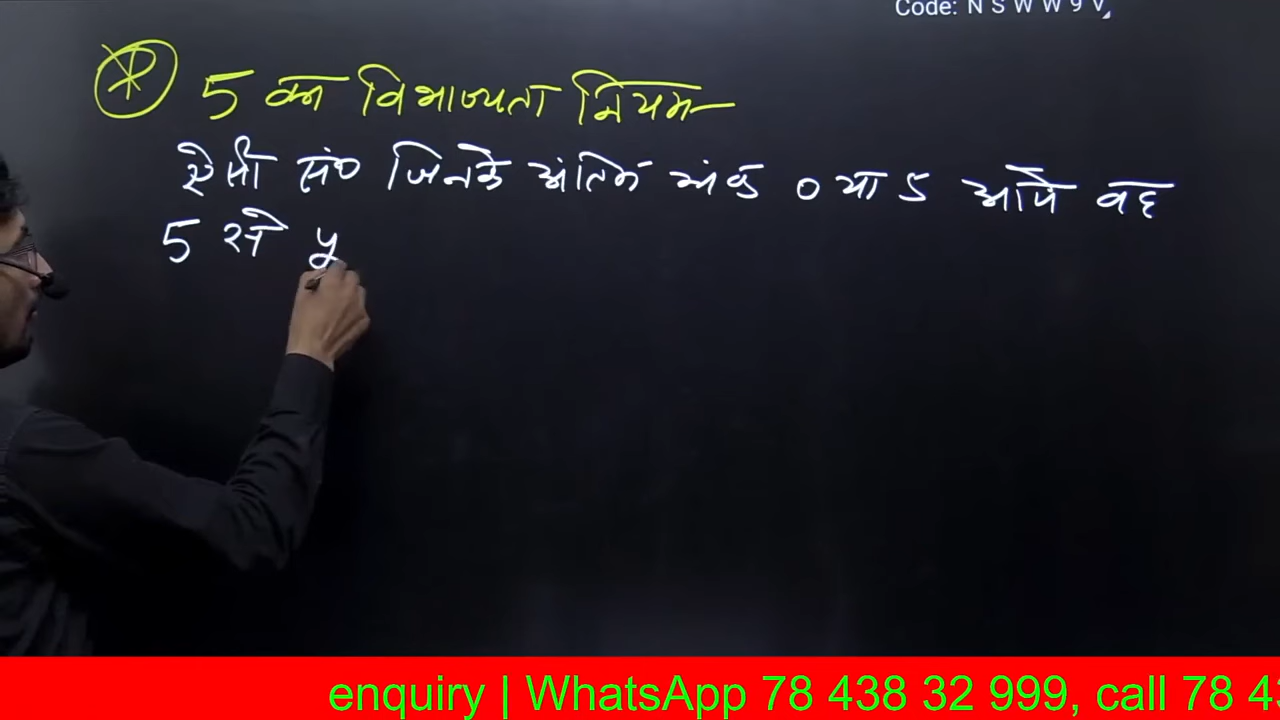 Code: N S W W 9 V
5 का विभाज्यता नियम—
ऐसी सं० जिनके अंतिम अंक 0 या 5 आये वह
5 से पू
enquiry | WhatsApp 78 438 32 999, call 78 43